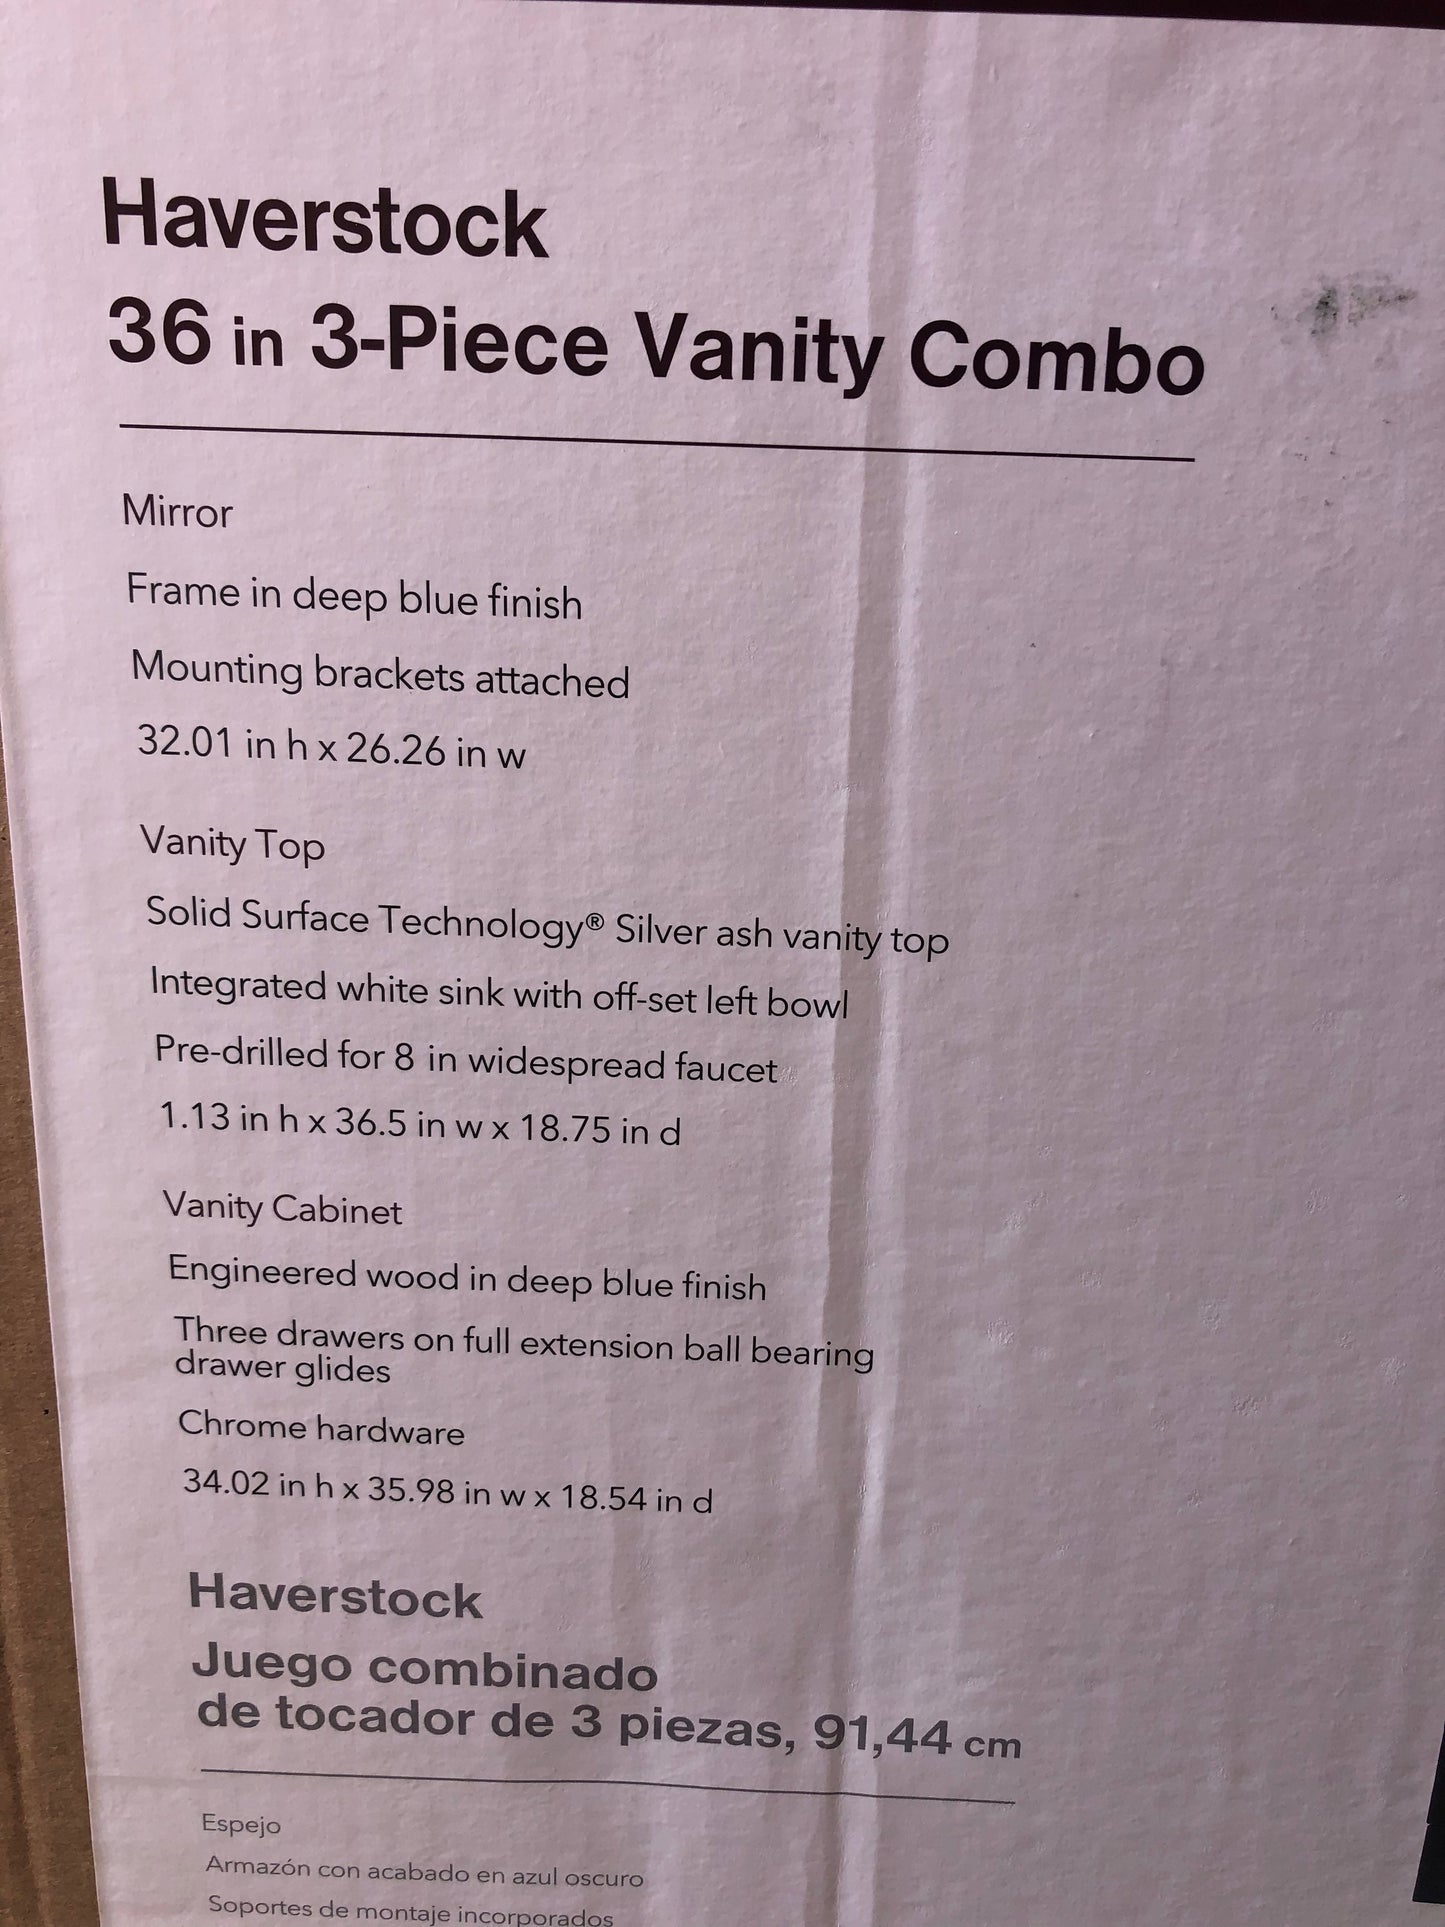 Haverstock
36 in 3-Piece Vanity Combo
Mirror
Frame in deep blue finish
Mounting brackets attached
32.01 in h x 26.26 in w
Vanity Top
Solid Surface Technology® Silver ash vanity top
Integrated white sink with off-set left bowl
Pre-drilled for 8 in widespread faucet
1.13 in h x 36.5 in w x 18.75 in d
Vanity Cabinet
Engineered wood in deep blue finish
Three drawers on full extension ball bearing
drawer glides
Chrome hardware
34.02 in h x 35.98 in w x 18.54 in d
Haverstock
Juego combinado
de tocador de 3 piezas, 91,44 cm
Espejo
Armazón con acabado en azul oscuro
Soportes de montaje incorporados